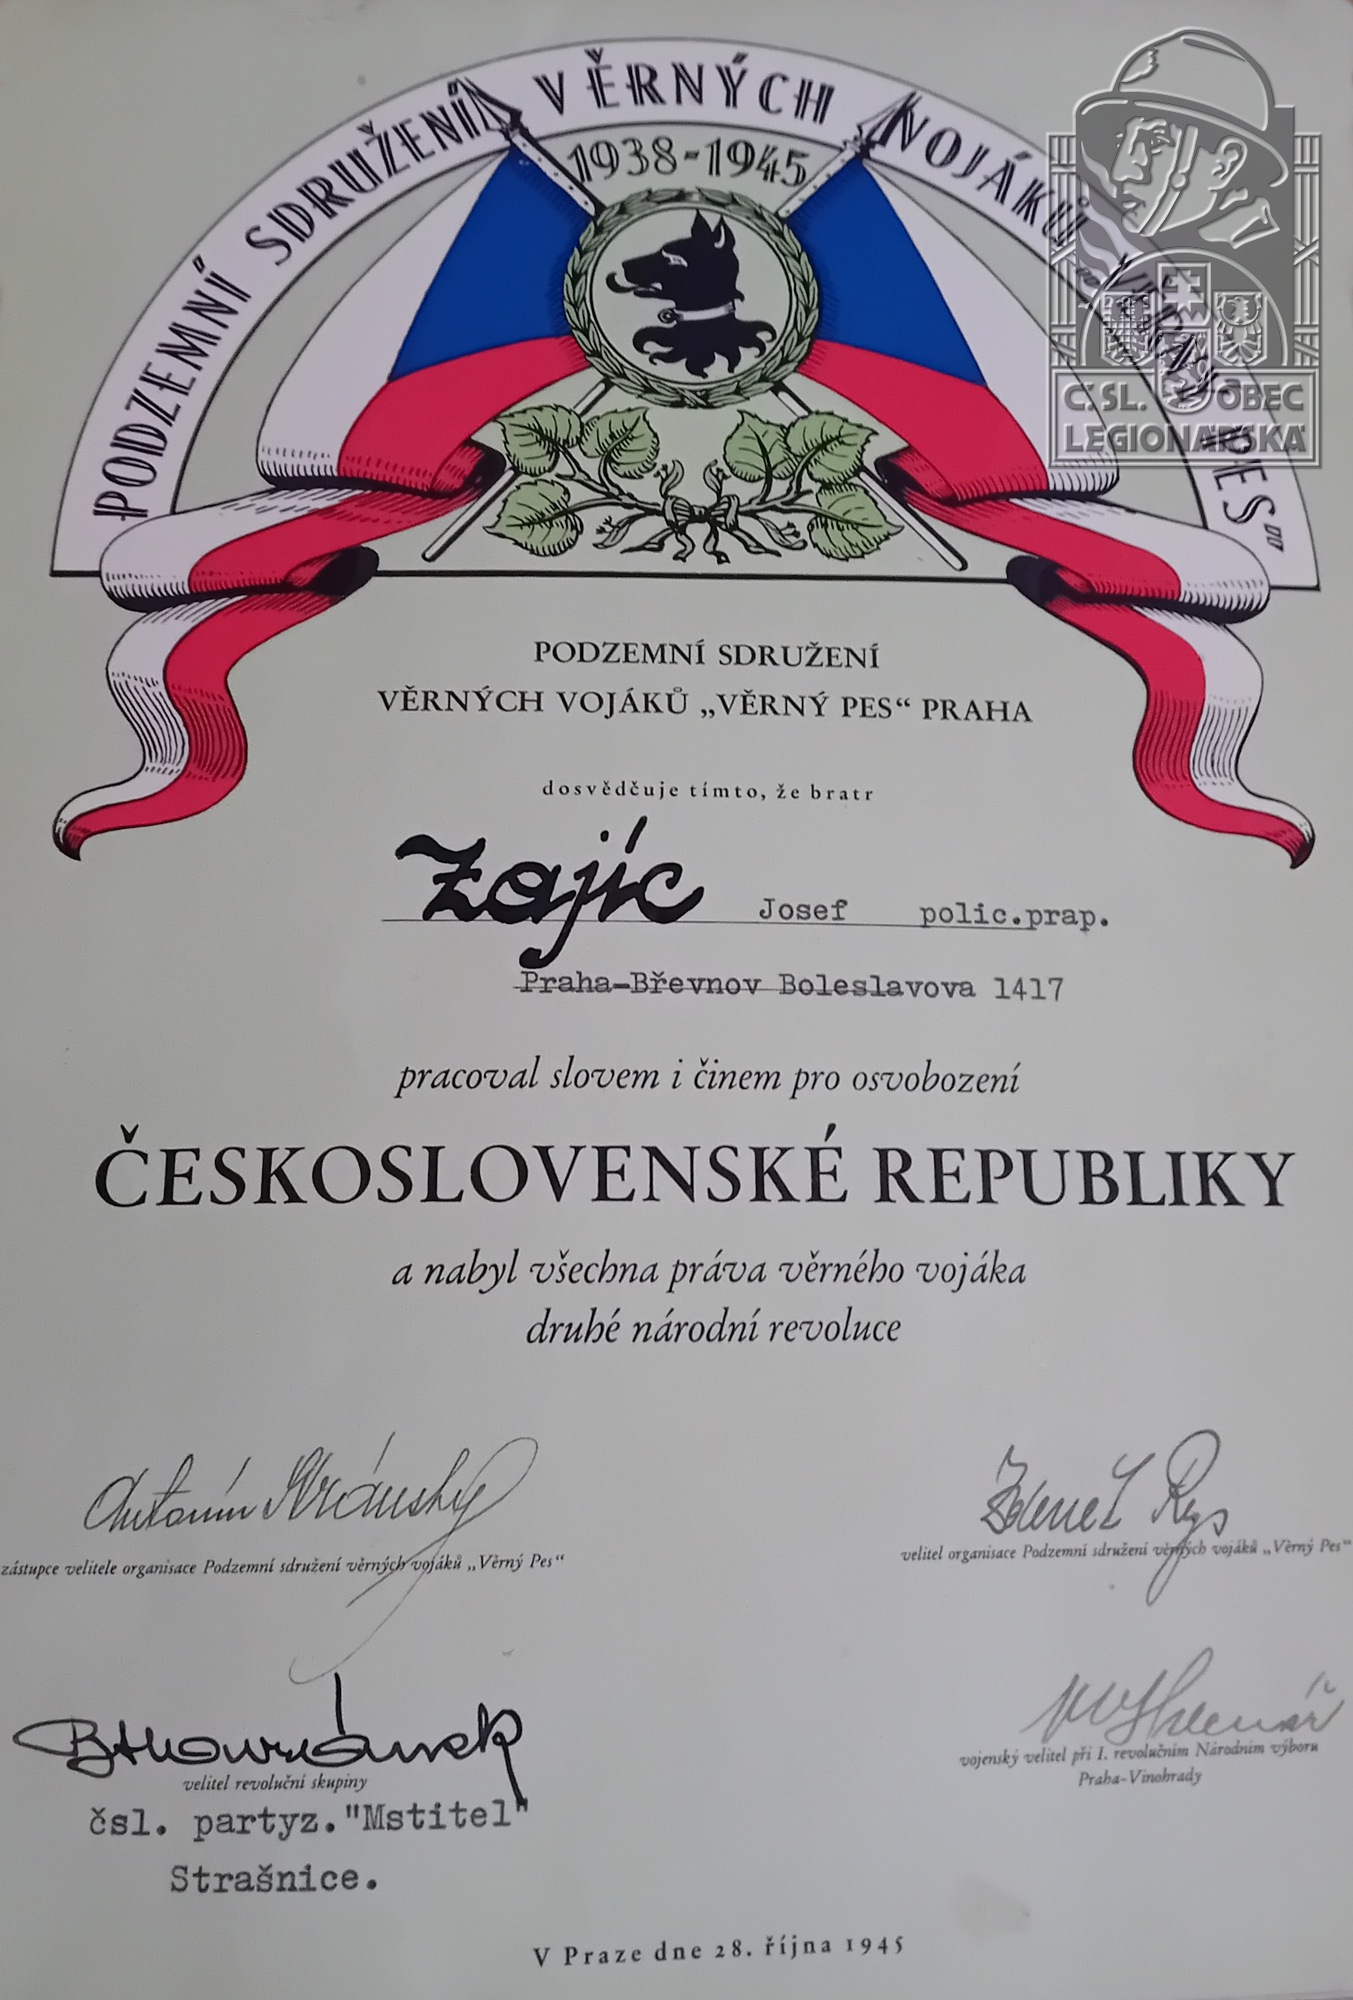 PODZEMNÍ SDRUŽENÍ VĚRNÝCH VOJÁKŮ „VĚRNÝ PES“
1938-1945
Č.SL. OBEC
LEGIONÁŘSKÁ
PODZEMNÍ SDRUŽENÍ
VĚRNÝCH VOJÁKŮ „VĚRNÝ PES“ PRAHA
dosvědčuje tímto, že bratr
Zajíc Josef polic.prap.
Praha-Břevnov Boleslavova 1417
pracoval slovem i činem pro osvobození
ČESKOSLOVENSKÉ REPUBLIKY
a nabyl všechna práva věrného vojáka
druhé národní revoluce
Antonín
zástupce velitele organisace Podzemní sdružení věrných vojáků „Věrný Pes“
Zdeněk
velitel organisace Podzemní sdružení věrných vojáků „Věrný Pes“
velitel revoluční skupiny
čsl. partyz."Mstitel"
Strašnice.
vojenský velitel při I. revolučním Národním výboru
Praha-Vinohrady
V Praze dne 28. října 1945